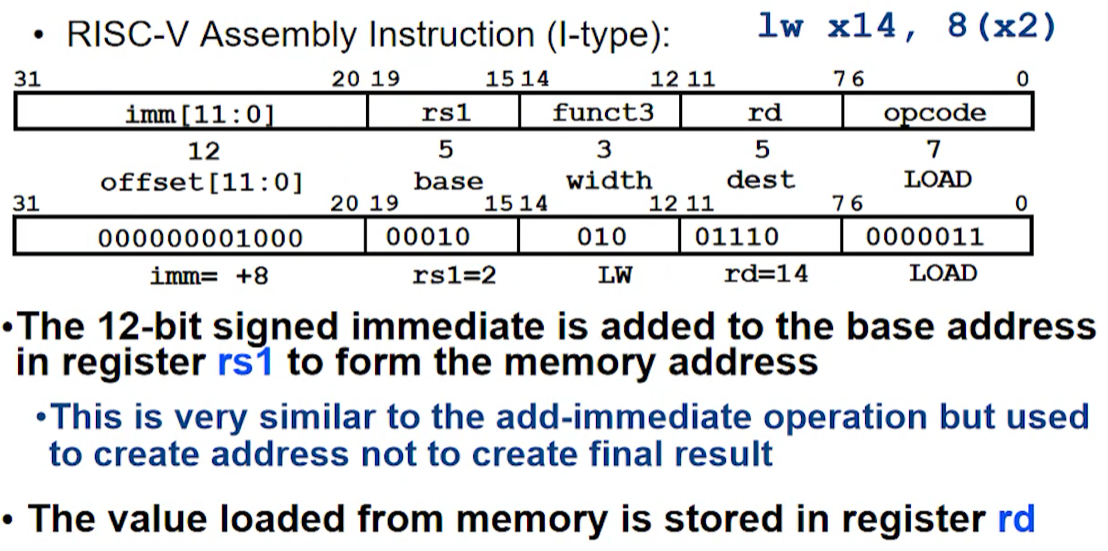 • RISC-V Assembly Instruction (I-type): lw x14, 8(x2)
31 20 19 15 14 12 11 7 6 0
imm[11:0] rs1 funct3 rd opcode
12 5 3 5 7
offset[11:0] base width dest LOAD
31 20 19 15 14 12 11 7 6 0
000000001000 00010 010 01110 0000011
imm= +8 rs1=2 LW rd=14 LOAD
•The 12-bit signed immediate is added to the base address
in register rs1 to form the memory address
•This is very similar to the add-immediate operation but used
to create address not to create final result
• The value loaded from memory is stored in register rd